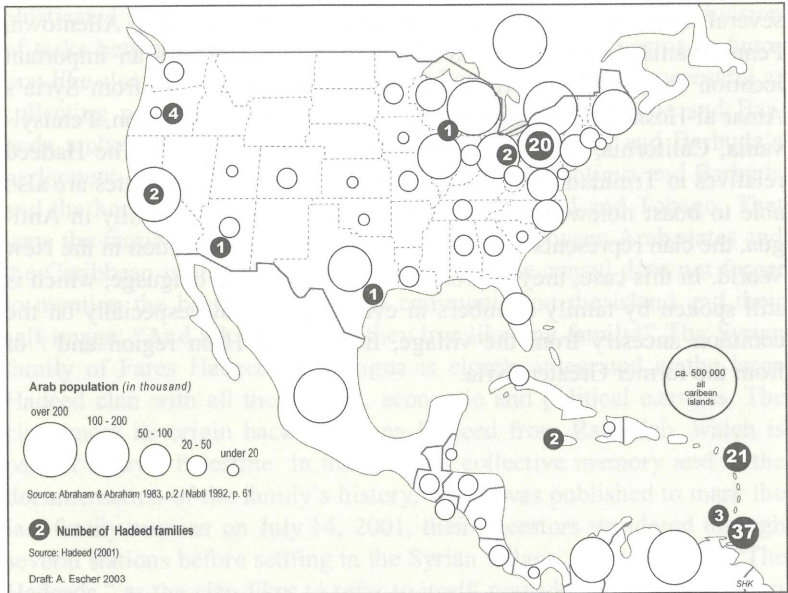 4
1
20
2
2
1
1
Arab population (in thousand)
over 200
100 - 200
50 - 100
20 - 50
under 20
Source: Abraham & Abraham 1983, p.2 / Nabti 1992, p. 61
2 Number of Hadeed families
Source: Hadeed (2001)
Draft: A. Escher 2003
ca. 500 000
all
caribean
islands
2
21
3
37
SHK